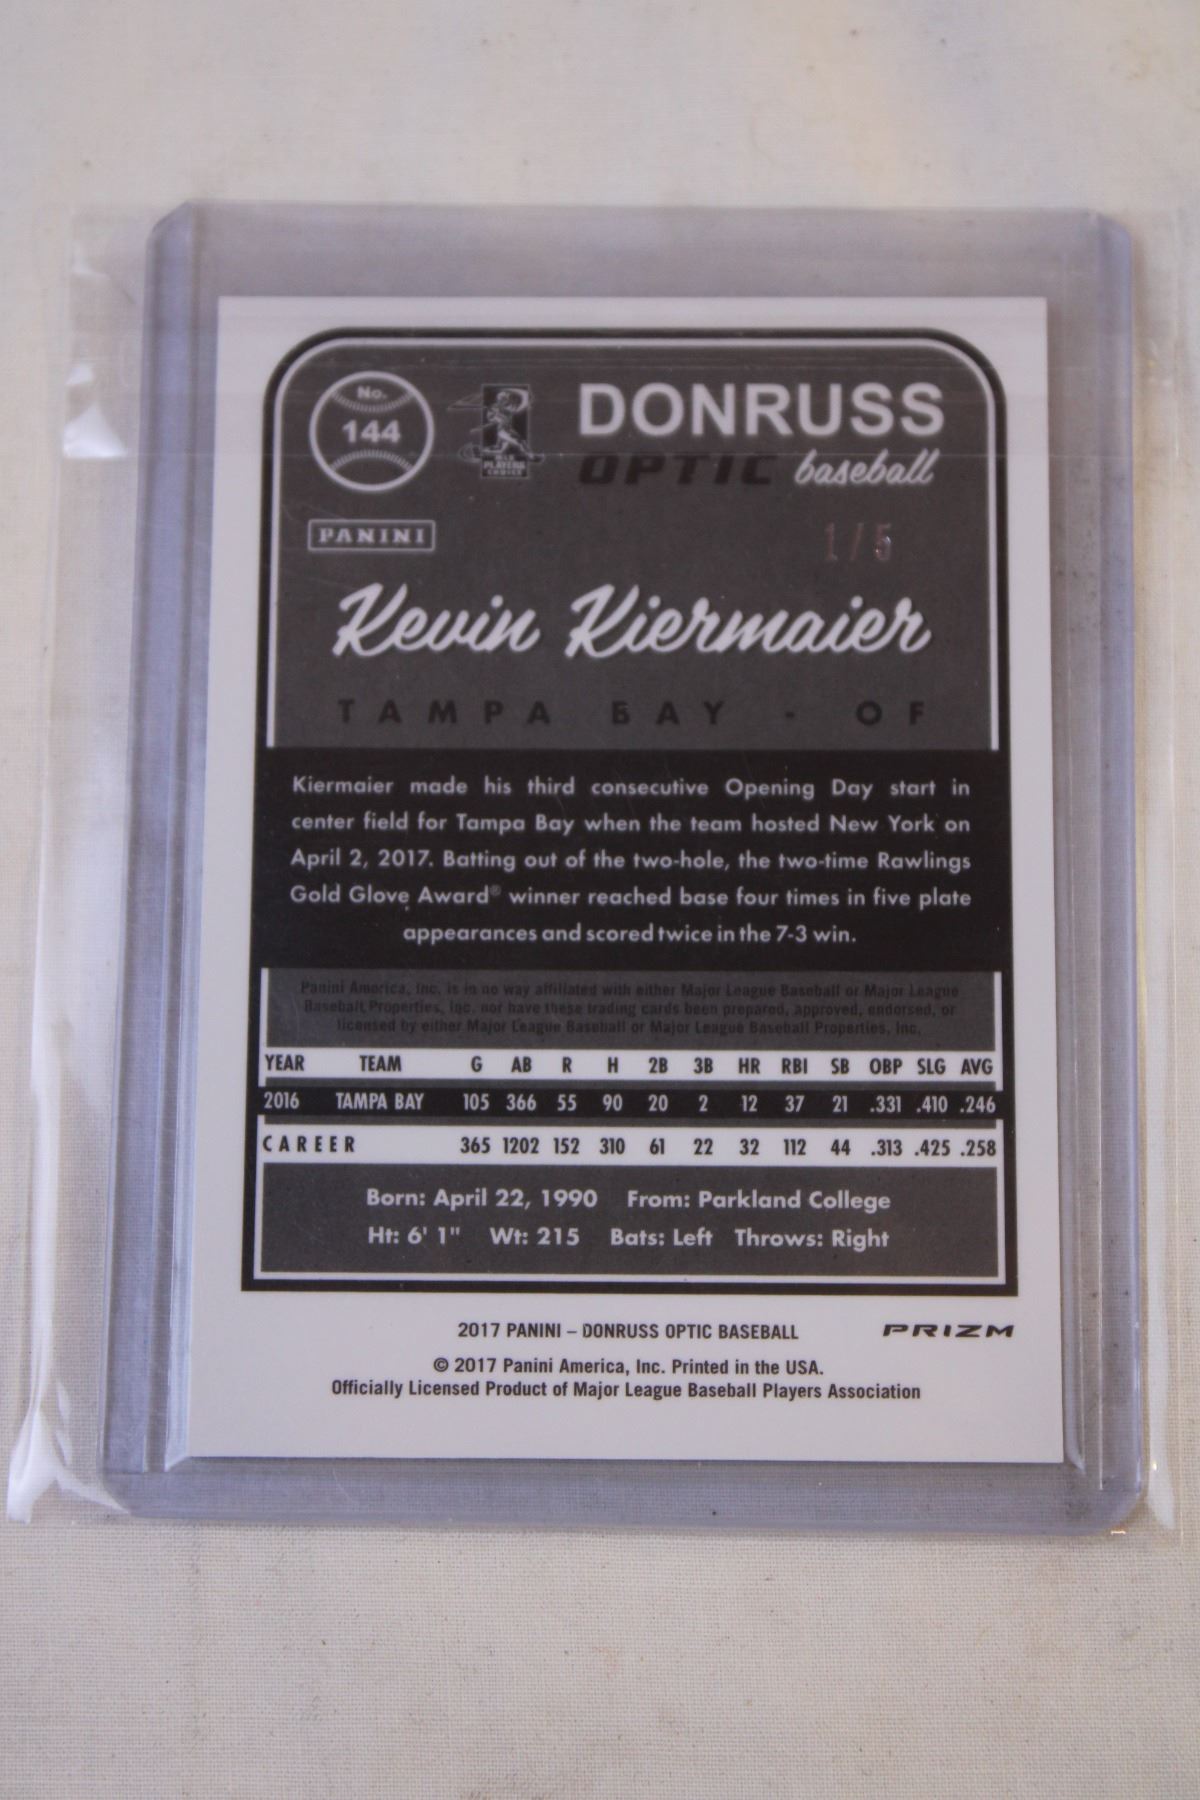 No.
144
MLB
PLAYERS
CHOICE
DONRUSS
OPTIC baseball
PANINI
1/5
Kevin Kiermaier
TAMPA BAY - OF
Kiermaier made his third consecutive Opening Day start in
center field for Tampa Bay when the team hosted New York on
April 2, 2017. Batting out of the two-hole, the two-time Rawlings
Gold Glove Award® winner reached base four times in five plate
appearances and scored twice in the 7-3 win.
Panini America, Inc. is in no way affiliated with either Major League Baseball or Major League
Baseball Properties, Inc. nor have these trading cards been prepared, approved, endorsed, or
licensed by either Major League Baseball or Major League Baseball Properties, Inc.
YEAR TEAM G AB R H 2B 3B HR RBI SB OBP SLG AVG
2016 TAMPA BAY 105 366 55 90 20 2 12 37 21 .331 .410 .246
CAREER 365 1202 152 310 61 22 32 112 44 .313 .425 .258
Born: April 22, 1990 From: Parkland College
Ht: 6' 1" Wt: 215 Bats: Left Throws: Right
2017 PANINI – DONRUSS OPTIC BASEBALL PRIZM
© 2017 Panini America, Inc. Printed in the USA.
Officially Licensed Product of Major League Baseball Players Association